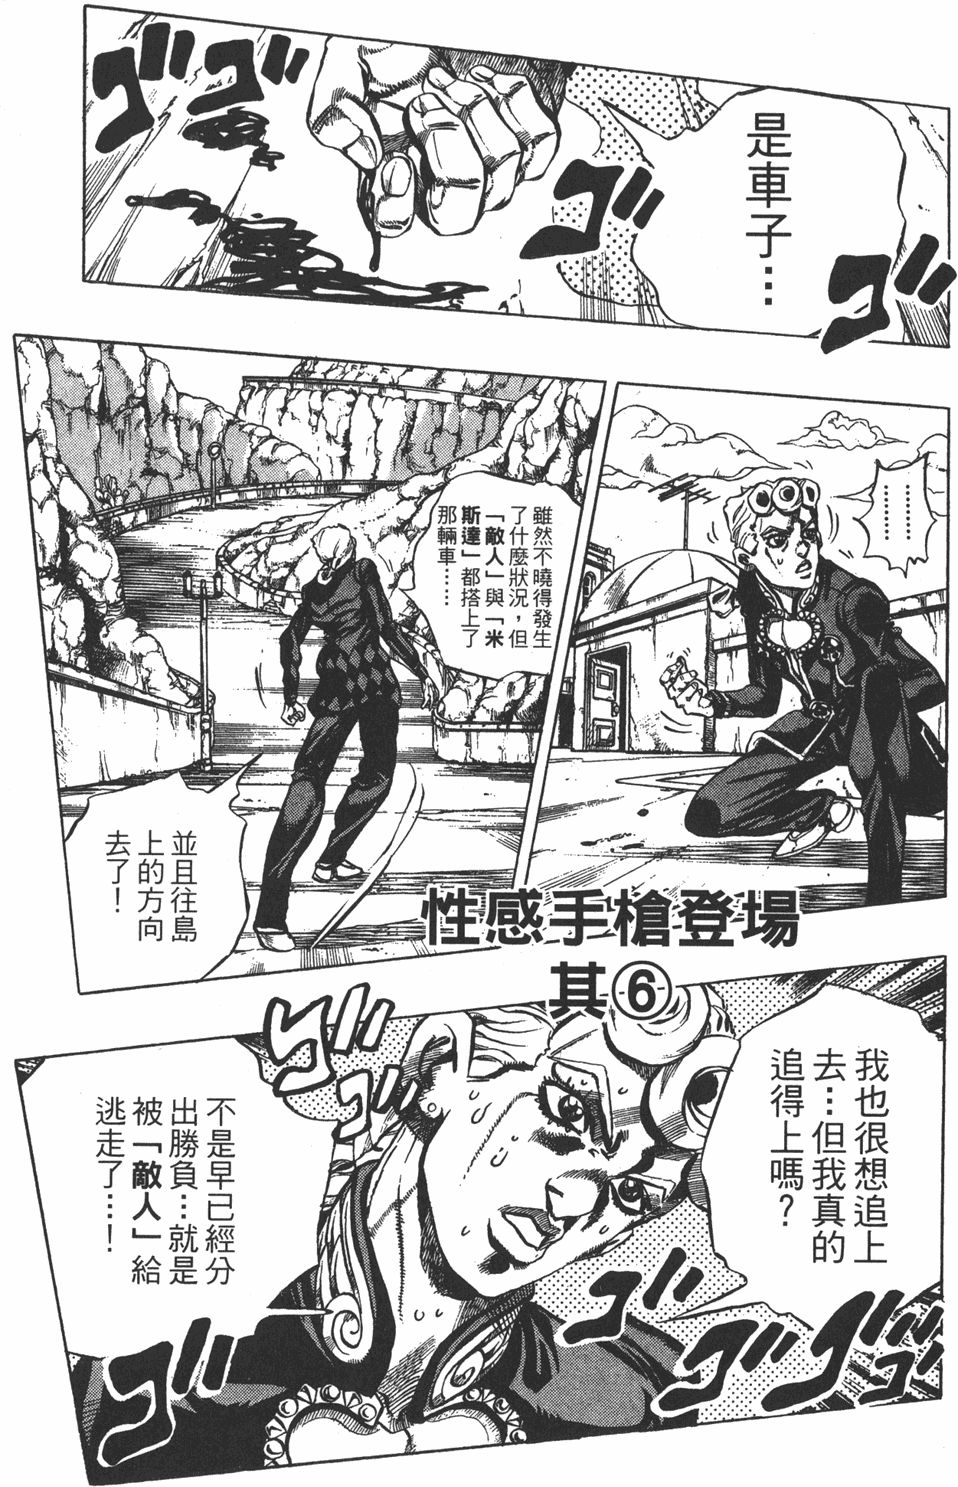 ゴゴ
ゴ
ゴ
是車子…
………
………
雖然不曉得發生
了什麼狀況，但
「敵人」與「米
斯達」都搭上了
那輛車……
並且往島
上的方向
去了！
性感手槍登場
其⑥
我也很想追上
去…但我真的
追得上嗎？
ゴゴ
不是早已經分
出勝負…就是
被「敵人」給
逃走了…！
ゴ
ゴ
ゴ
ゴ